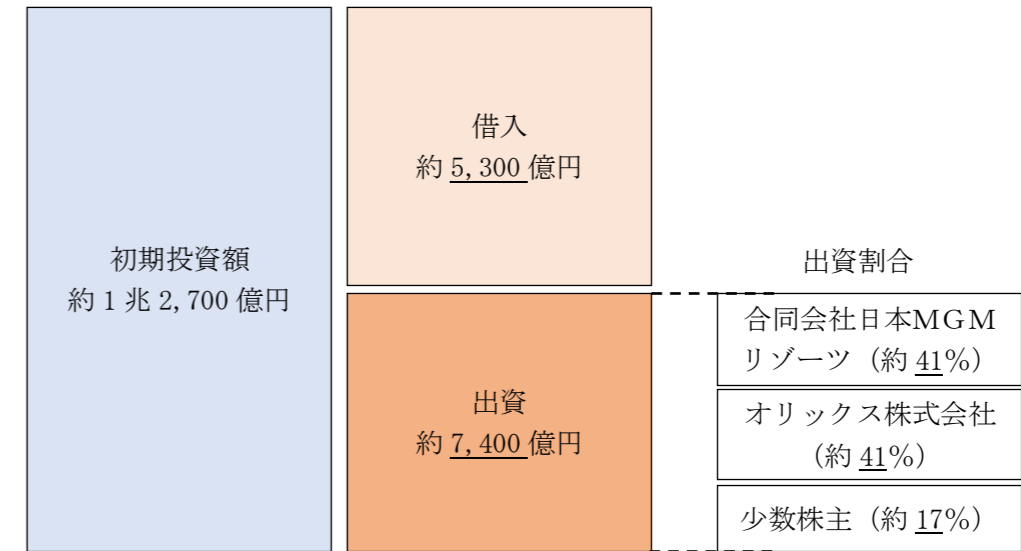 初期投資額
約 1 兆 2,700 億円
借入
約 5,300 億円
出資
約 7,400 億円
出資割合
合同会社日本MGM
リゾーツ（約 41%）
オリックス株式会社
（約 41%）
少数株主（約 17%）